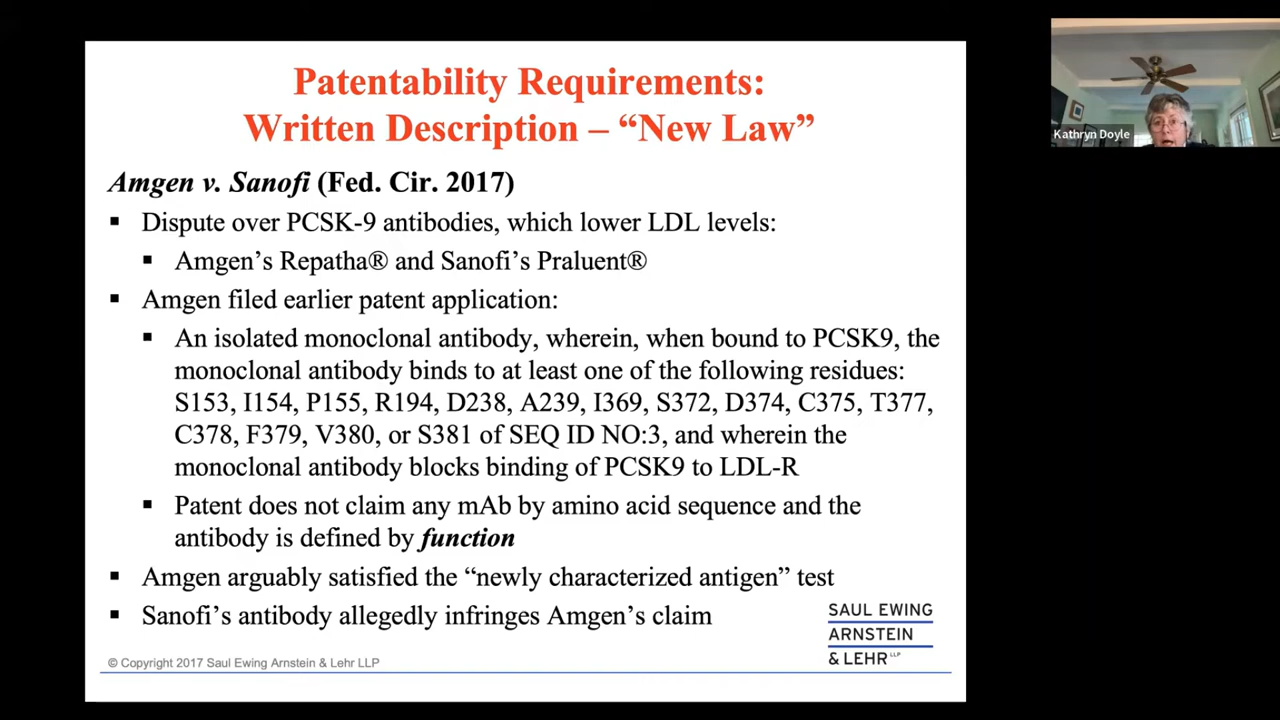 Patentability Requirements:
Written Description – “New Law”
Amgen v. Sanofi (Fed. Cir. 2017)
▪ Dispute over PCSK-9 antibodies, which lower LDL levels:
▪ Amgen’s Repatha® and Sanofi’s Praluent®
▪ Amgen filed earlier patent application:
▪ An isolated monoclonal antibody, wherein, when bound to PCSK9, the
monoclonal antibody binds to at least one of the following residues:
S153, I154, P155, R194, D238, A239, I369, S372, D374, C375, T377,
C378, F379, V380, or S381 of SEQ ID NO:3, and wherein the
monoclonal antibody blocks binding of PCSK9 to LDL-R
▪ Patent does not claim any mAb by amino acid sequence and the
antibody is defined by function
▪ Amgen arguably satisfied the “newly characterized antigen” test
▪ Sanofi’s antibody allegedly infringes Amgen’s claim
SAUL EWING
ARNSTEIN
& LEHR LLP
© Copyright 2017 Saul Ewing Arnstein & Lehr LLP
Kathryn Doyle